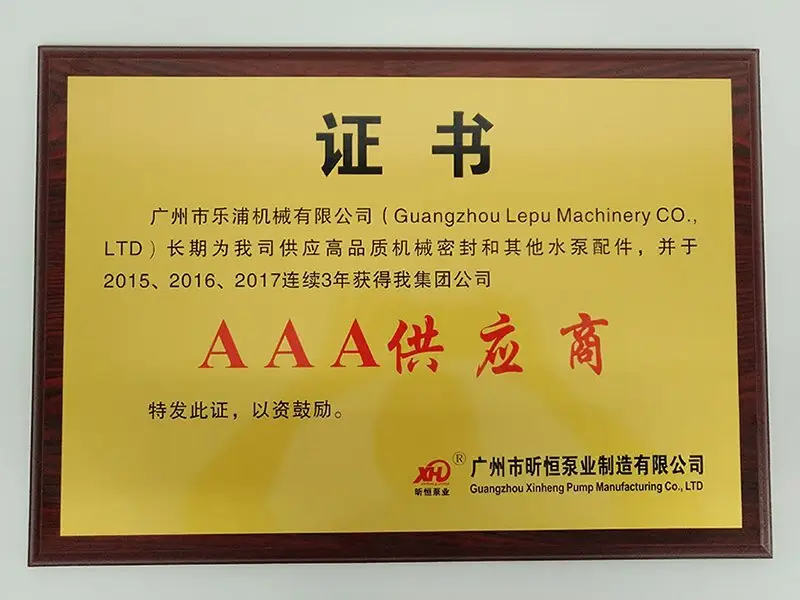 证书
广州市乐浦机械有限公司(Guangzhou Lepu Machinery CO.,
LTD)长期为我司供应高品质机械密封和其他水泵配件，并于
2015、2016、2017连续3年获得我集团公司
AAA供应商
特发此证，以资鼓励。
XHJ ®
昕恒泵业
广州市昕恒泵业制造有限公司
Guangzhou Xinheng Pump Manufacturing Co., LTD